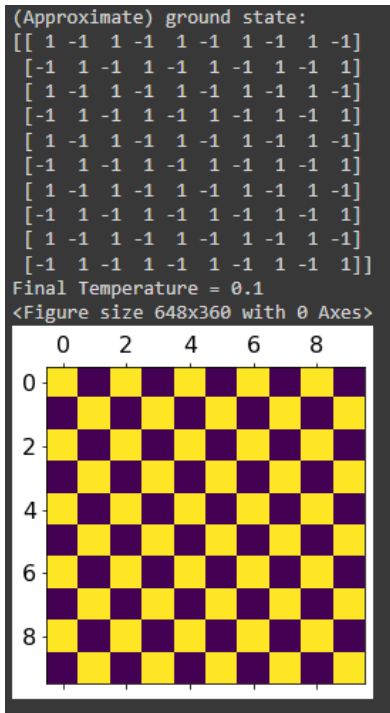 (Approximate) ground state:
[[ 1 -1  1 -1  1 -1  1 -1  1 -1]
 [-1  1 -1  1 -1  1 -1  1 -1  1]
 [ 1 -1  1 -1  1 -1  1 -1  1 -1]
 [-1  1 -1  1 -1  1 -1  1 -1  1]
 [ 1 -1  1 -1  1 -1  1 -1  1 -1]
 [-1  1 -1  1 -1  1 -1  1 -1  1]
 [ 1 -1  1 -1  1 -1  1 -1  1 -1]
 [-1  1 -1  1 -1  1 -1  1 -1  1]
 [ 1 -1  1 -1  1 -1  1 -1  1 -1]
 [-1  1 -1  1 -1  1 -1  1 -1  1]]
Final Temperature = 0.1
<Figure size 648x360 with 0 Axes>
0 2 4 6 8
0
2
4
6
8